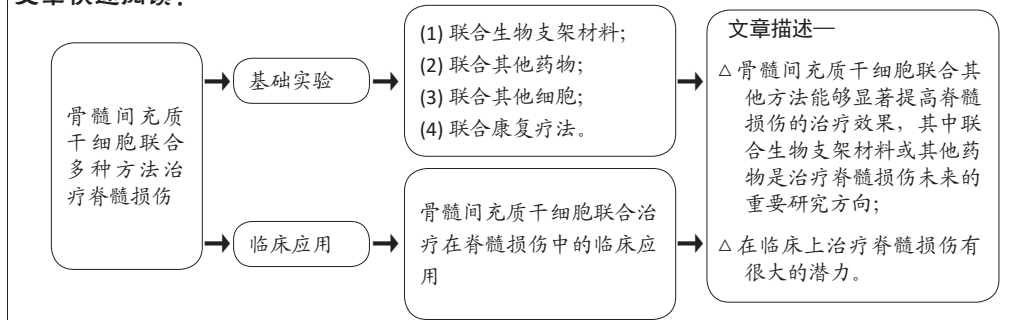 文章快速阅读:
骨髓间充质
干细胞联合
多种方法治
疗脊髓损伤
基础实验
(1) 联合生物支架材料;
(2) 联合其他药物;
(3) 联合其他细胞;
(4) 联合康复疗法。
临床应用
骨髓间充质干细胞联合治
疗在脊髓损伤中的临床应
用
文章描述—
△骨髓间充质干细胞联合其
他方法能够显著提高脊髓
损伤的治疗效果，其中联
合生物支架材料或其他药
物是治疗脊髓损伤未来的
重要研究方向;
△在临床上治疗脊髓损伤有
很大的潜力。